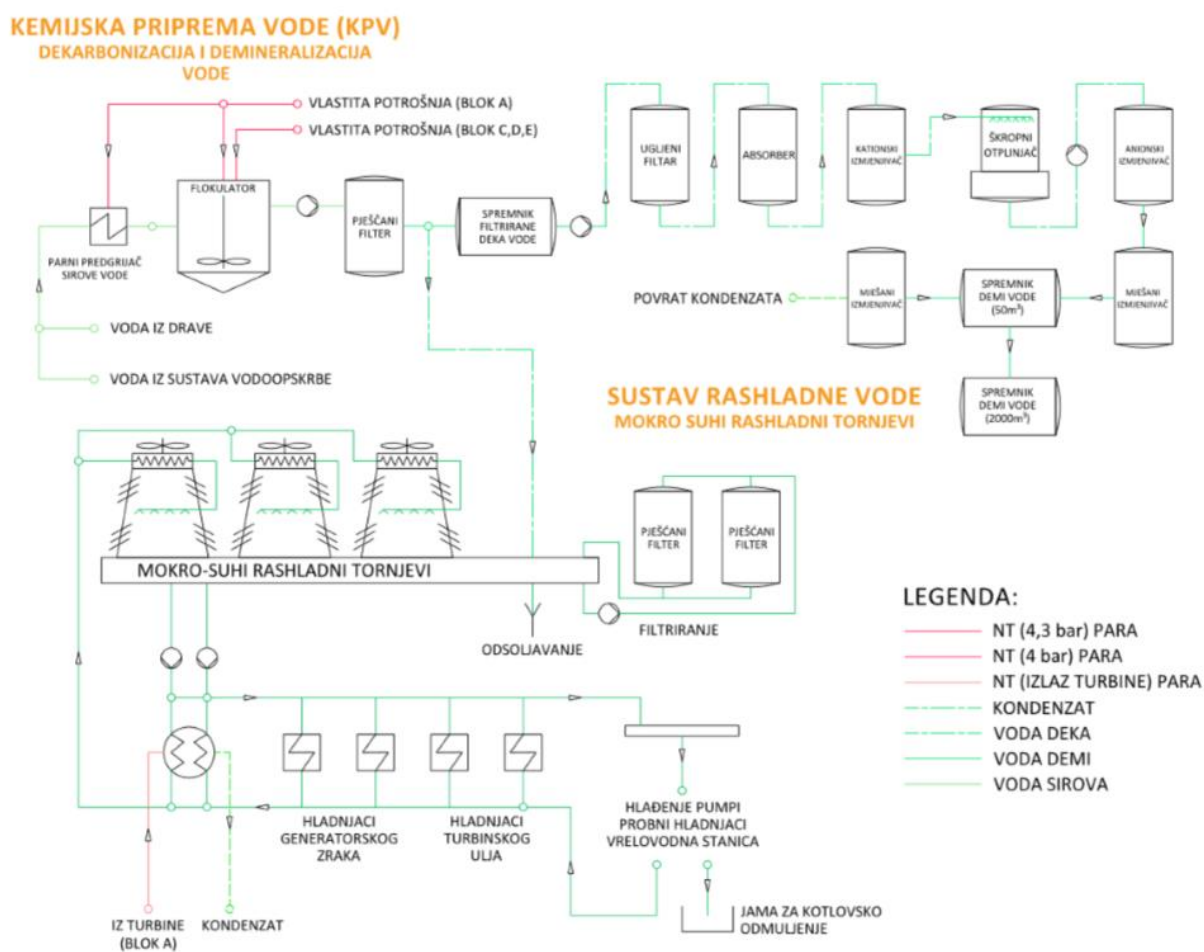 KEMIJSKA PRIPREMA VODE (KPV)
DEKARBONIZACIJA I DEMINERALIZACIJA
VODE
VLASTITA POTROŠNJA (BLOK A)
VLASTITA POTROŠNJA (BLOK C,D,E)
FLOKULATOR
PARNI PREDGRIJAČ
SIROVE VODE
PJEŠČANI
FILTER
SPREMNIK
FILTRIRANE
DEKA VODE
UGLJENI
FILTAR
ABSORBER
KATIONSKI
IZMJENJIVAČ
ŠKROPNI
OTPLINJAČ
ANIONSKI
IZMJENJIVAČ
VODA IZ DRAVE
VODA IZ SUSTAVA VODOOPSKRBE
POVRAT KONDENZATA
MJEŠANI
IZMJENJIVAČ
SPREMNIK
DEMI VODE
(50m³)
MJEŠANI
IZMJENJIVAČ
SPREMNIK
DEMI VODE
(2000m³)
SUSTAV RASHLADNE VODE
MOKRO SUHI RASHLADNI TORNJEVI
MOKRO-SUHI RASHLADNI TORNJEVI
PJEŠČANI
FILTER
PJEŠČANI
FILTER
ODSOLJAVANJE
FILTRIRANJE
HLADNJACI
GENERATORSKOG
ZRAKA
HLADNJACI
TURBINSKOG
ULJA
HLAĐENJE PUMPI
PROBNI HLADNJACI
VRELOVODNA STANICA
IZ TURBINE
(BLOK A)
KONDENZAT
JAMA ZA KOTLOVSKO
ODMULJENJE
LEGENDA:
NT (4,3 bar) PARA
NT (4 bar) PARA
NT (IZLAZ TURBINE) PARA
KONDENZAT
VODA DEKA
VODA DEMI
VODA SIROVA